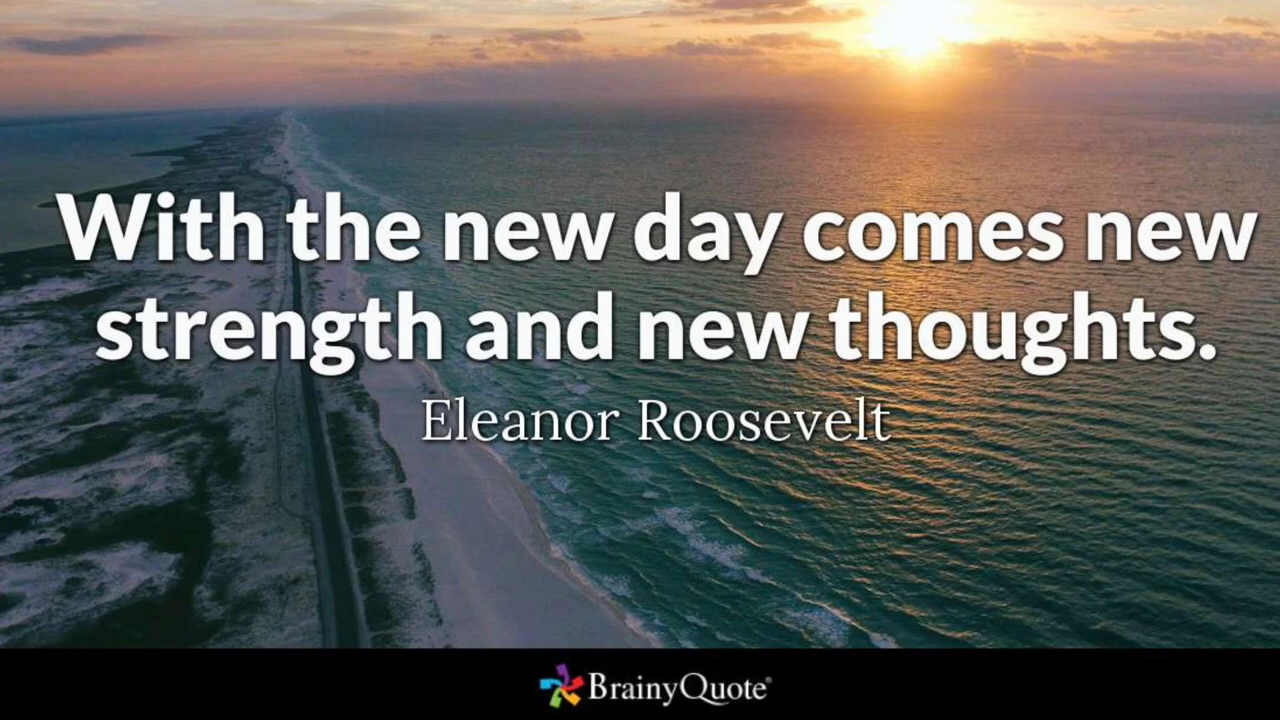 With the new day comes new
strength and new thoughts.
Eleanor Roosevelt
BrainyQuote®